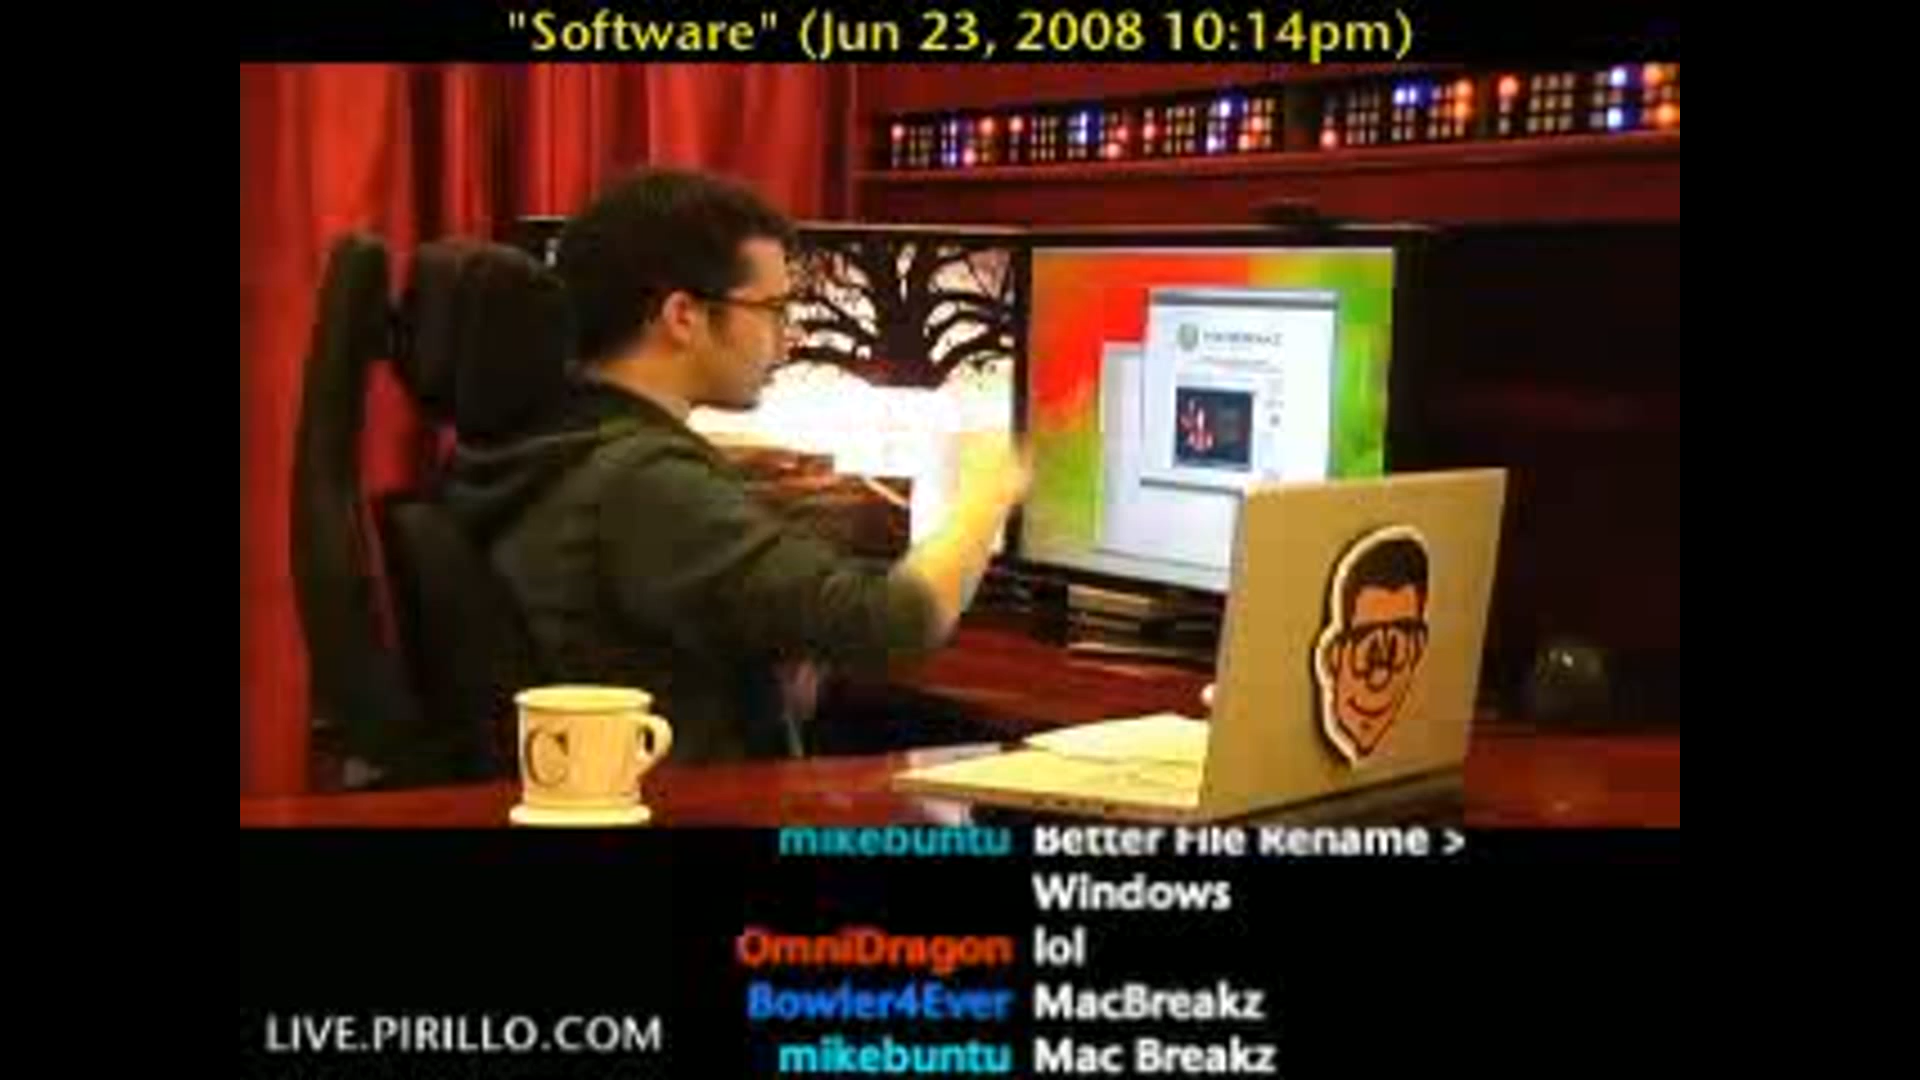 "Software" (Jun 23, 2008 10:14pm)
C
mikebuntu Better File Rename >
Windows
OmniDragon lol
Bowler4Ever MacBreakz
mikebuntu Mac Breakz
LIVE.PIRILLO.COM